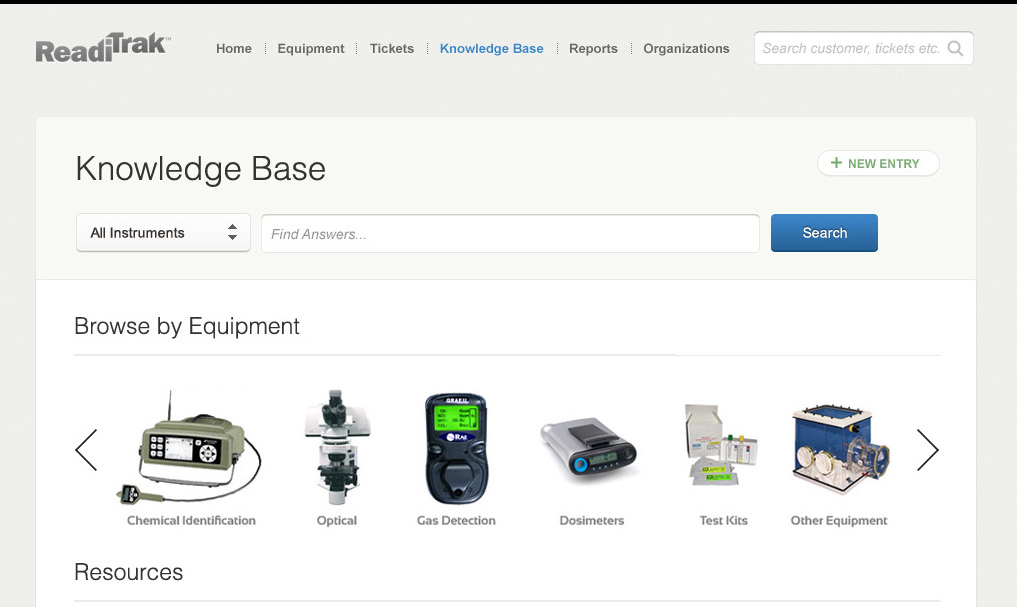 ReadiTrak™
Home
Equipment
Tickets
Knowledge Base
Reports
Organizations
Search customer, tickets etc.
Knowledge Base
+ NEW ENTRY
All Instruments
Find Answers...
Search
Browse by Equipment
RAE
Chemical Identification
Optical
Gas Detection
Dosimeters
Test Kits
Other Equipment
Resources